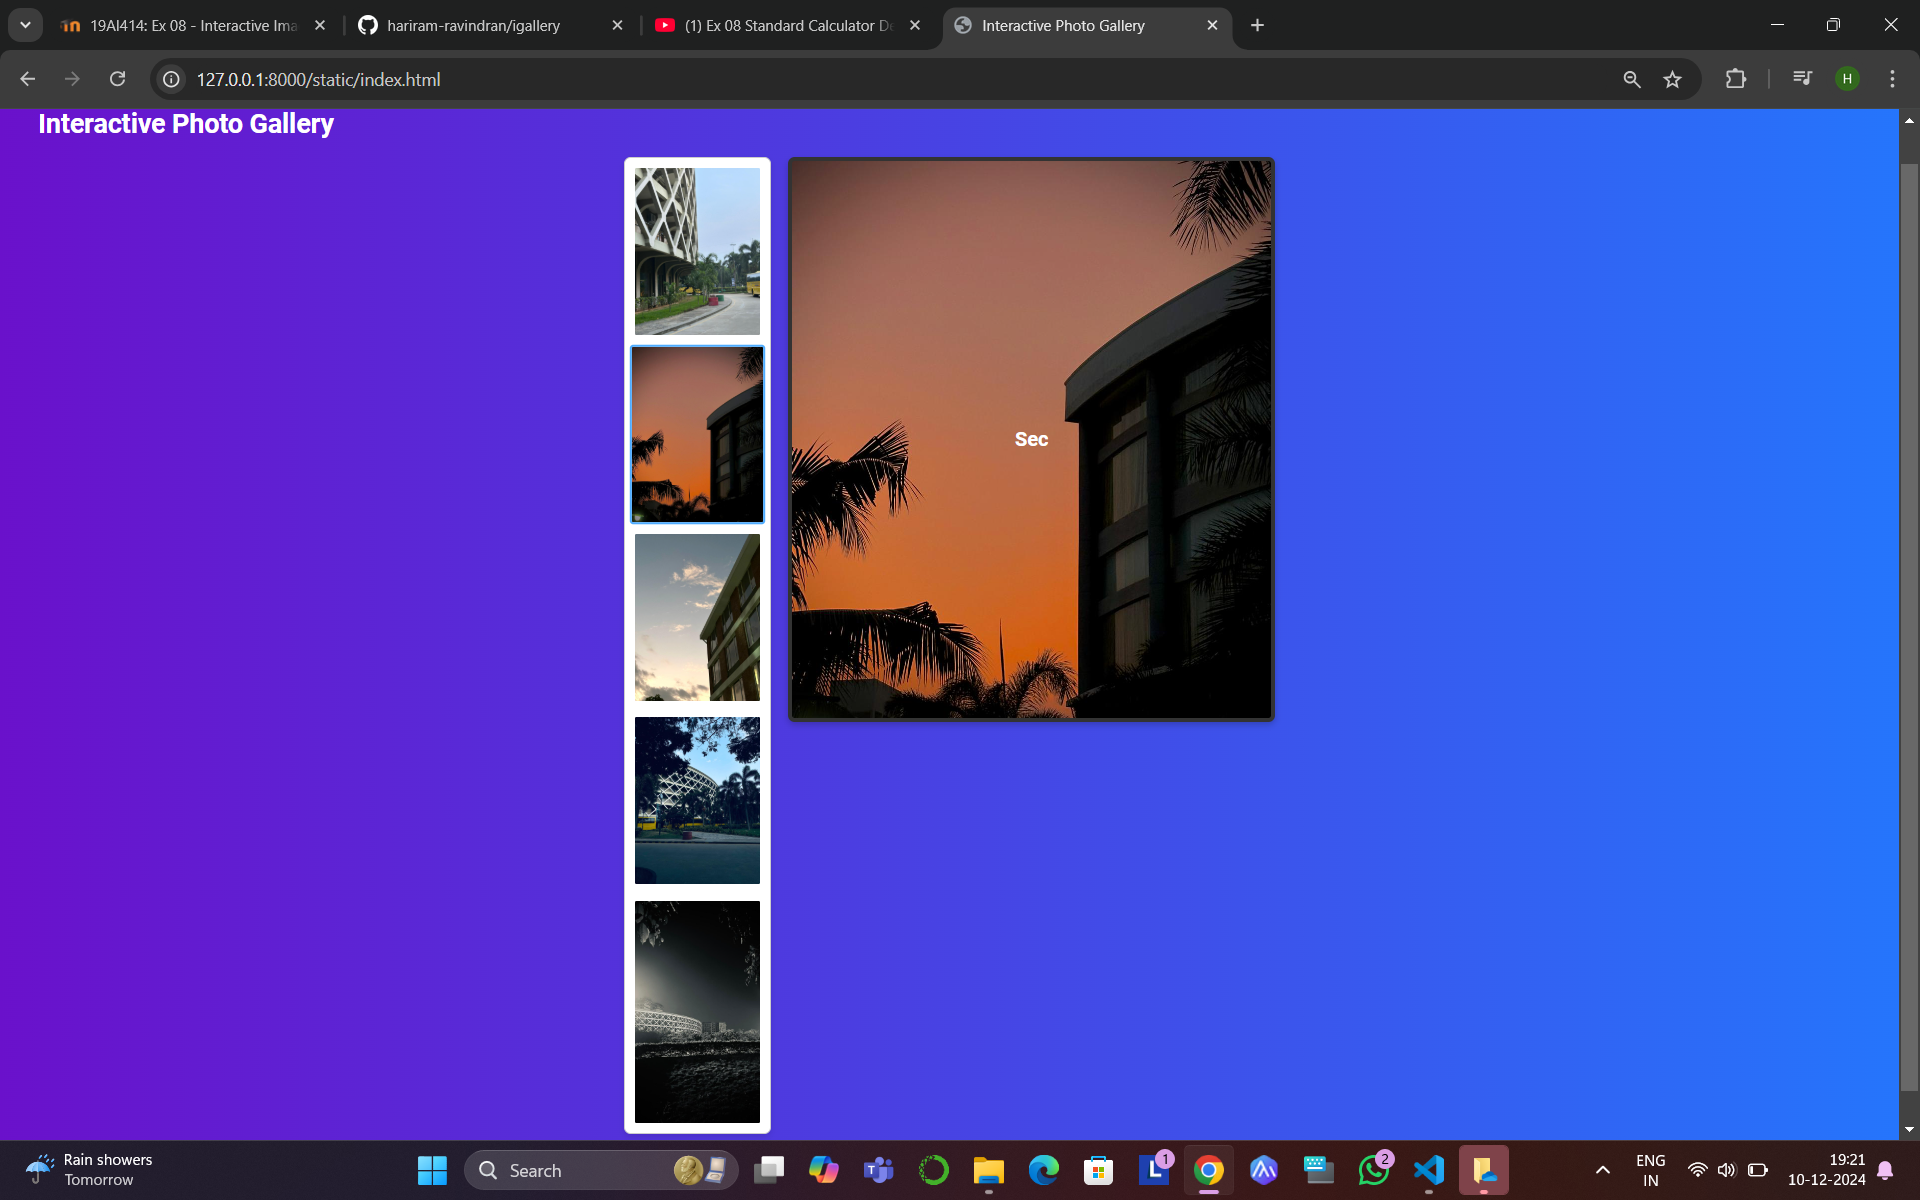 19AI414: Ex 08 - Interactive Ima
hariram-ravindran/igallery
(1) Ex 08 Standard Calculator De
Interactive Photo Gallery
127.0.0.1:8000/static/index.html
H
Interactive Photo Gallery
Sec
Rain showers
Tomorrow
Search
1
2
ENG
IN
19:21
10-12-2024